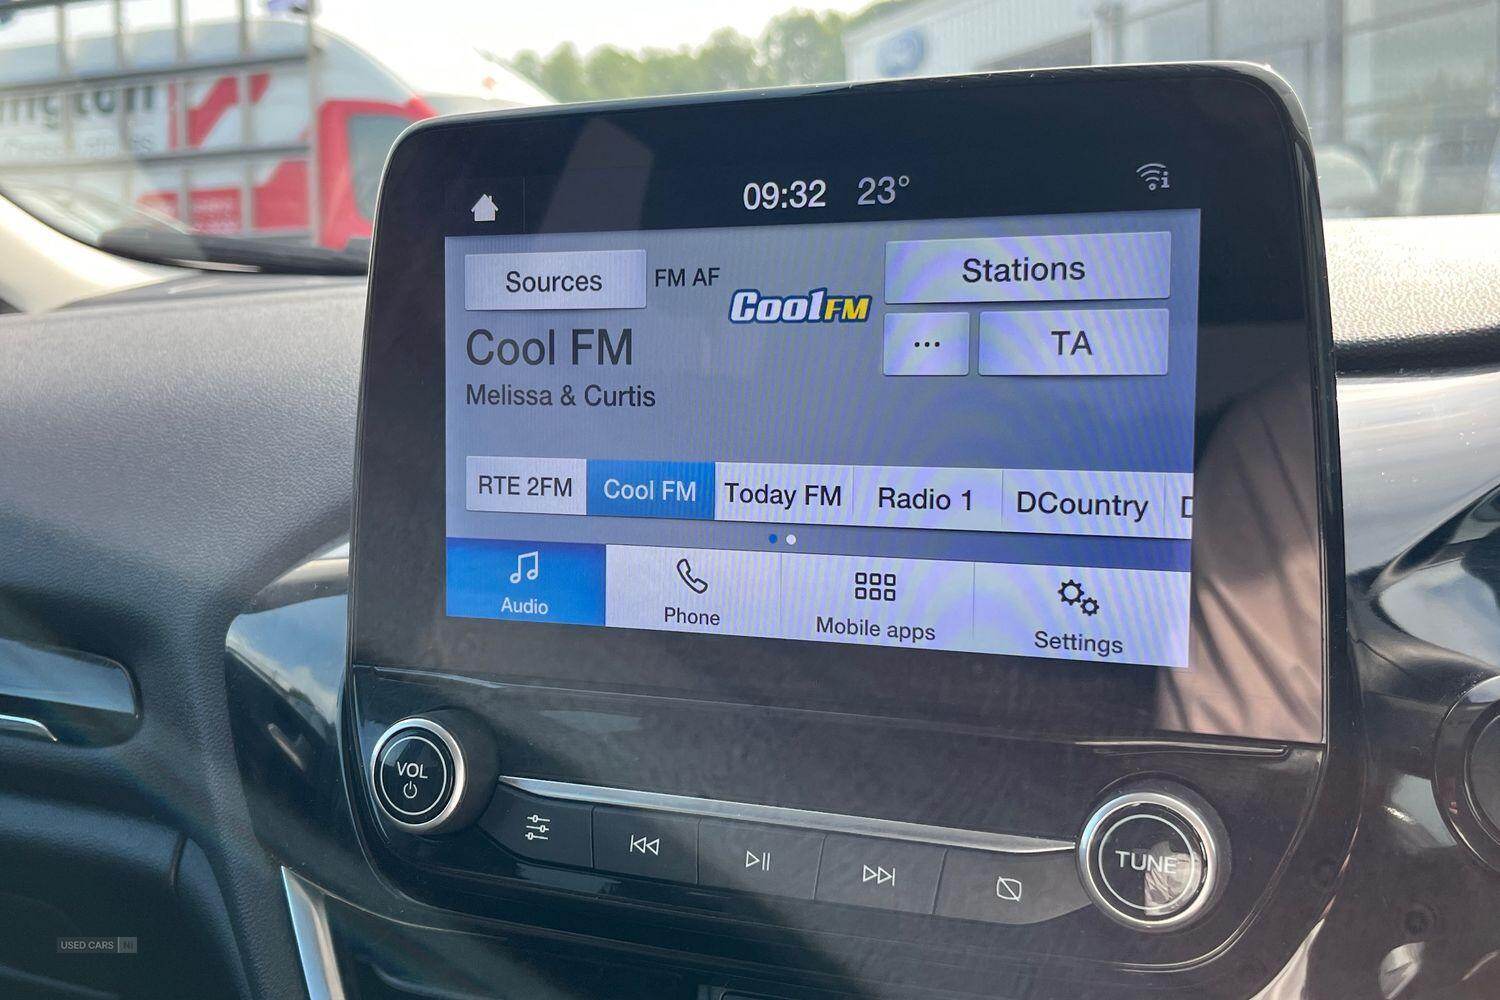 09:32 23°
Sources FM AF CoolFM Stations
... TA
Cool FM
Melissa & Curtis
RTE 2FM Cool FM Today FM Radio 1 DCountry
Audio Phone Mobile apps Settings
VOL
TUNE
USED CARS NI